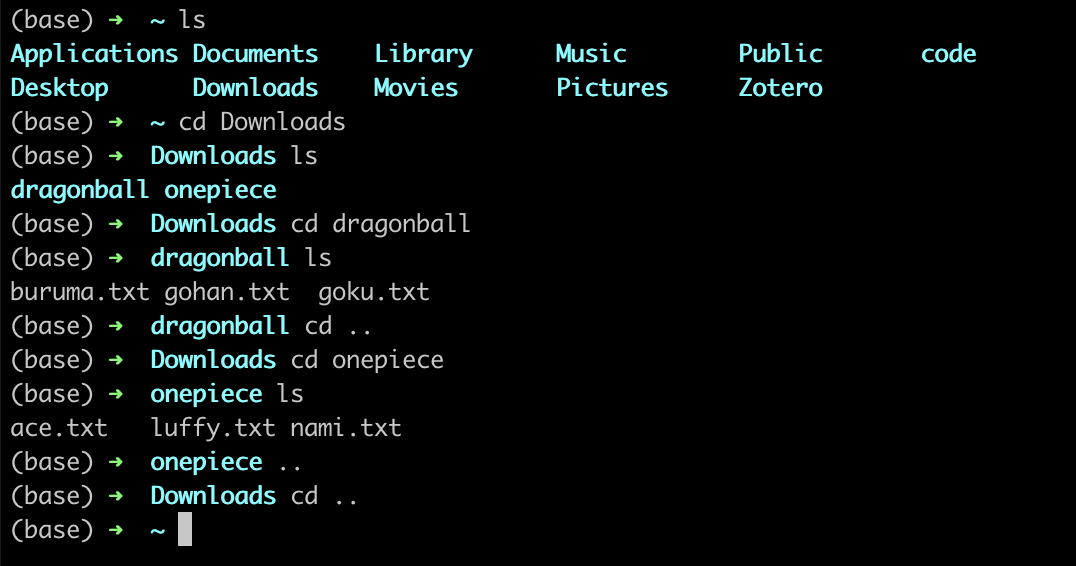 (base) ➜  ~ ls
Applications Documents    Library      Music        Public       code
Desktop      Downloads    Movies       Pictures     Zotero
(base) ➜  ~ cd Downloads
(base) ➜  Downloads ls
dragonball onepiece
(base) ➜  Downloads cd dragonball
(base) ➜  dragonball ls
buruma.txt gohan.txt  goku.txt
(base) ➜  dragonball cd ..
(base) ➜  Downloads cd onepiece
(base) ➜  onepiece ls
ace.txt   luffy.txt nami.txt
(base) ➜  onepiece ..
(base) ➜  Downloads cd ..
(base) ➜  ~